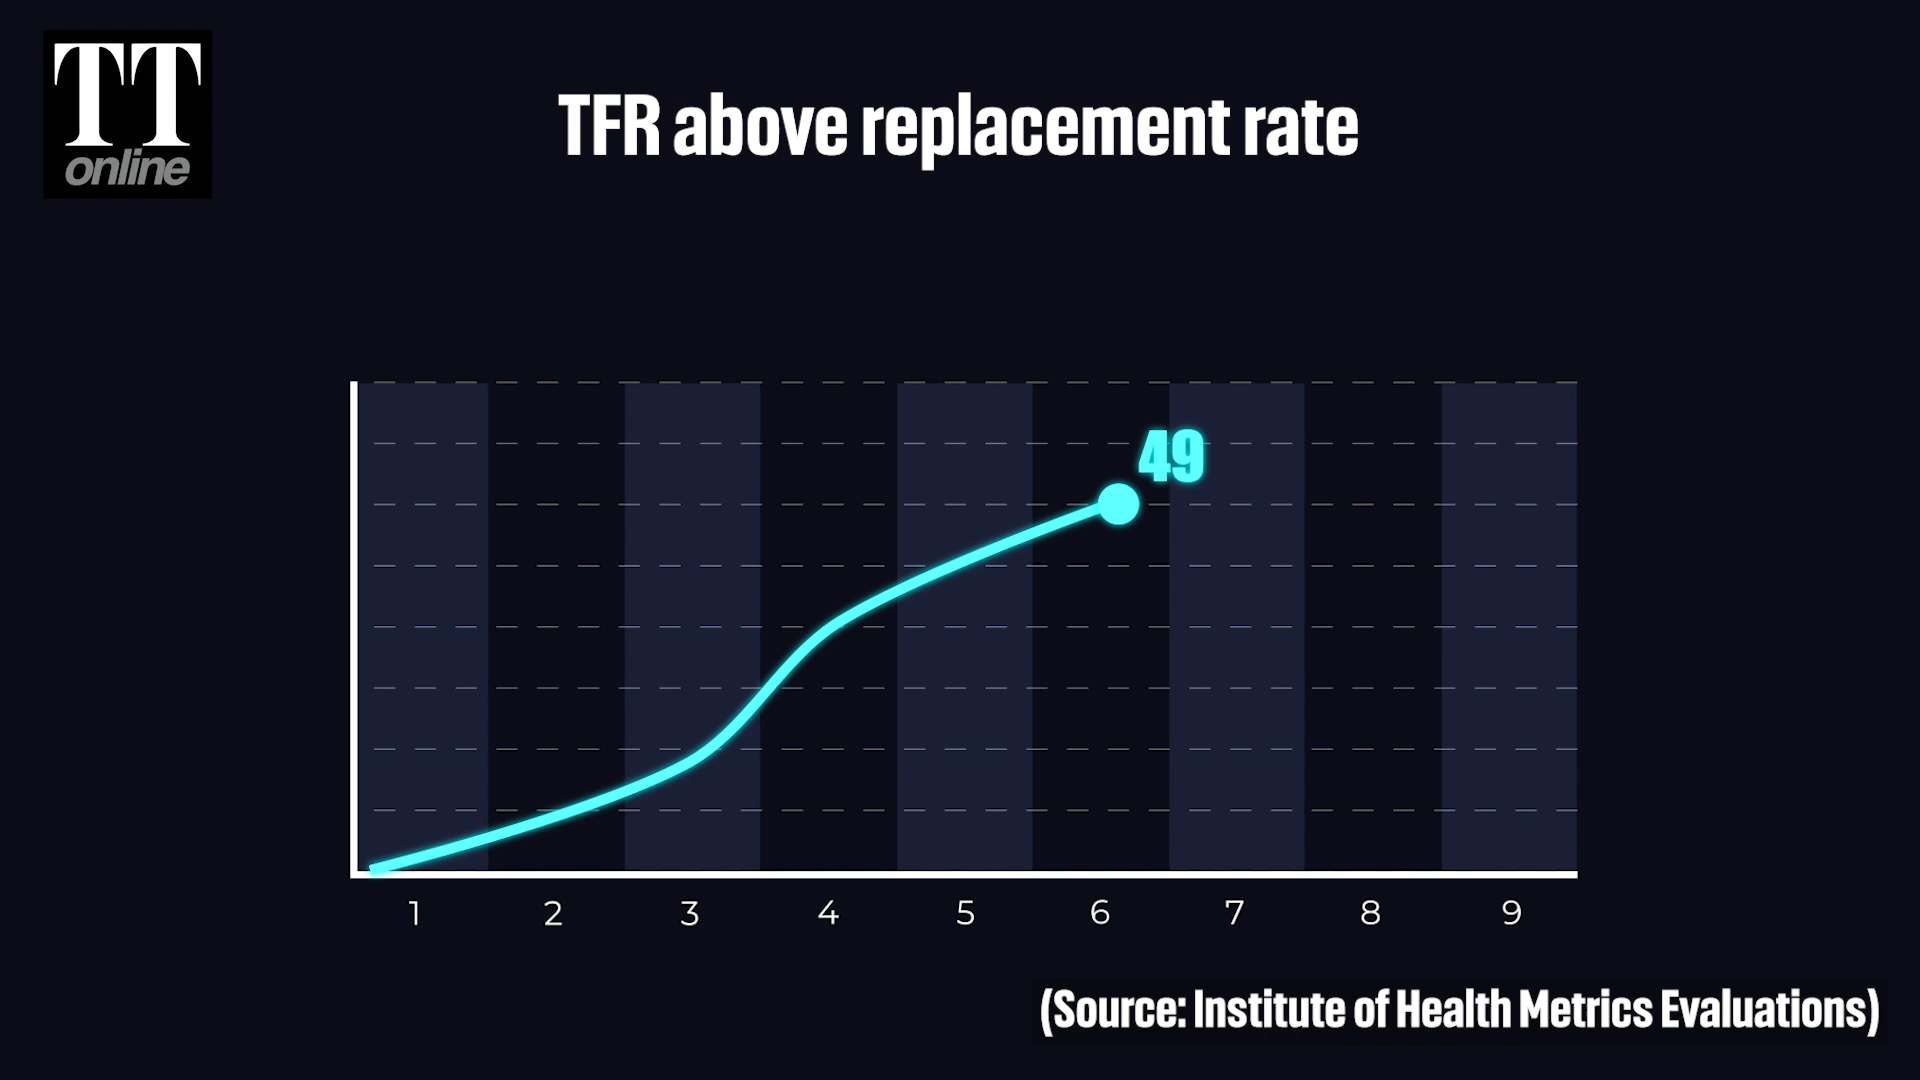 TT
online
TFR above replacement rate
49
1 2 3 4 5 6 7 8 9
(Source: Institute of Health Metrics Evaluations)